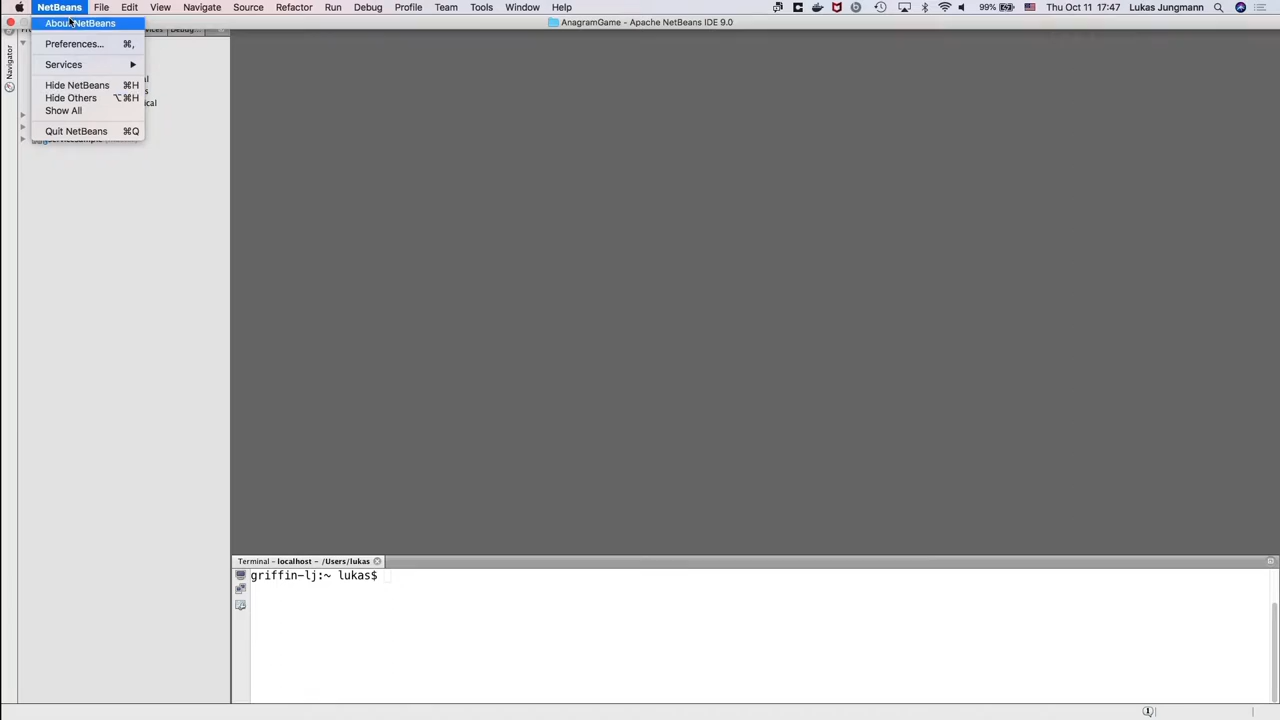 NetBeans File Edit View Navigate Source Refactor Run Debug Profile Team Tools Window Help 99% Thu Oct 11 17:47 Lukas Jungmann
AnagramGame - Apache NetBeans IDE 9.0
About NetBeans
Preferences... ⌘,
Services
Hide NetBeans ⌘H
Hide Others ⌥⌘H
Show All
Quit NetBeans ⌘Q
Navigator
Terminal - localhost - /Users/lukas
griffin-lj:~ lukas$